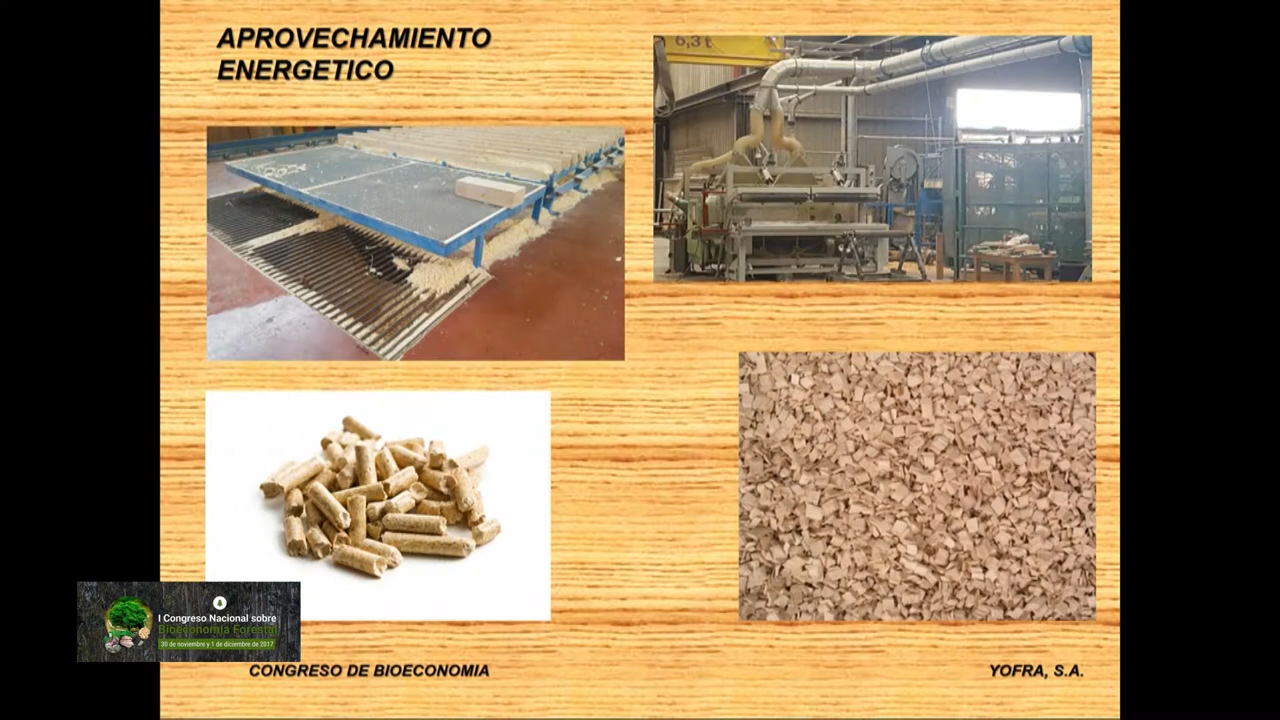 APROVECHAMIENTO
ENERGETICO
6,3 t
I Congreso Nacional sobre
Bioeconomía Forestal
30 de noviembre y 1 de diciembre de 2017
CONGRESO DE BIOECONOMIA
YOFRA, S.A.